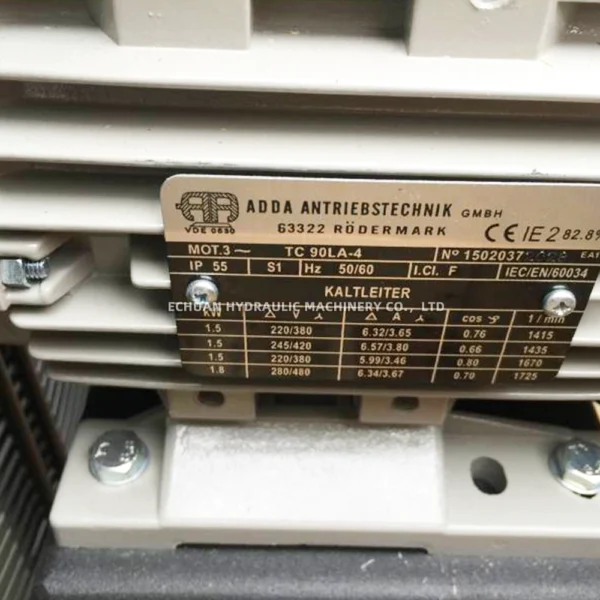 ADDA ANTRIEBSTECHNIK GMBH
VDE 0530
63322 RÖDERMARK
CE IE2 82.8%
MOT.3~ TC 90LA-4 Nº 1502037
IP 55 S1 Hz 50/60 I.Cl. F IEC/EN/60034
KALTLEITER
ECHUAN HYDRAULIC MACHINERY CO., LTD
KW △ V ⅄ △ A ⅄ cos φ 1/min
1.5 220/380 6.32/3.65 0.76 1415
1.5 245/420 6.57/3.80 0.66 1435
1.5 220/380 5.99/3.46 0.80 1670
1.8 280/480 6.34/3.67 0.70 1725